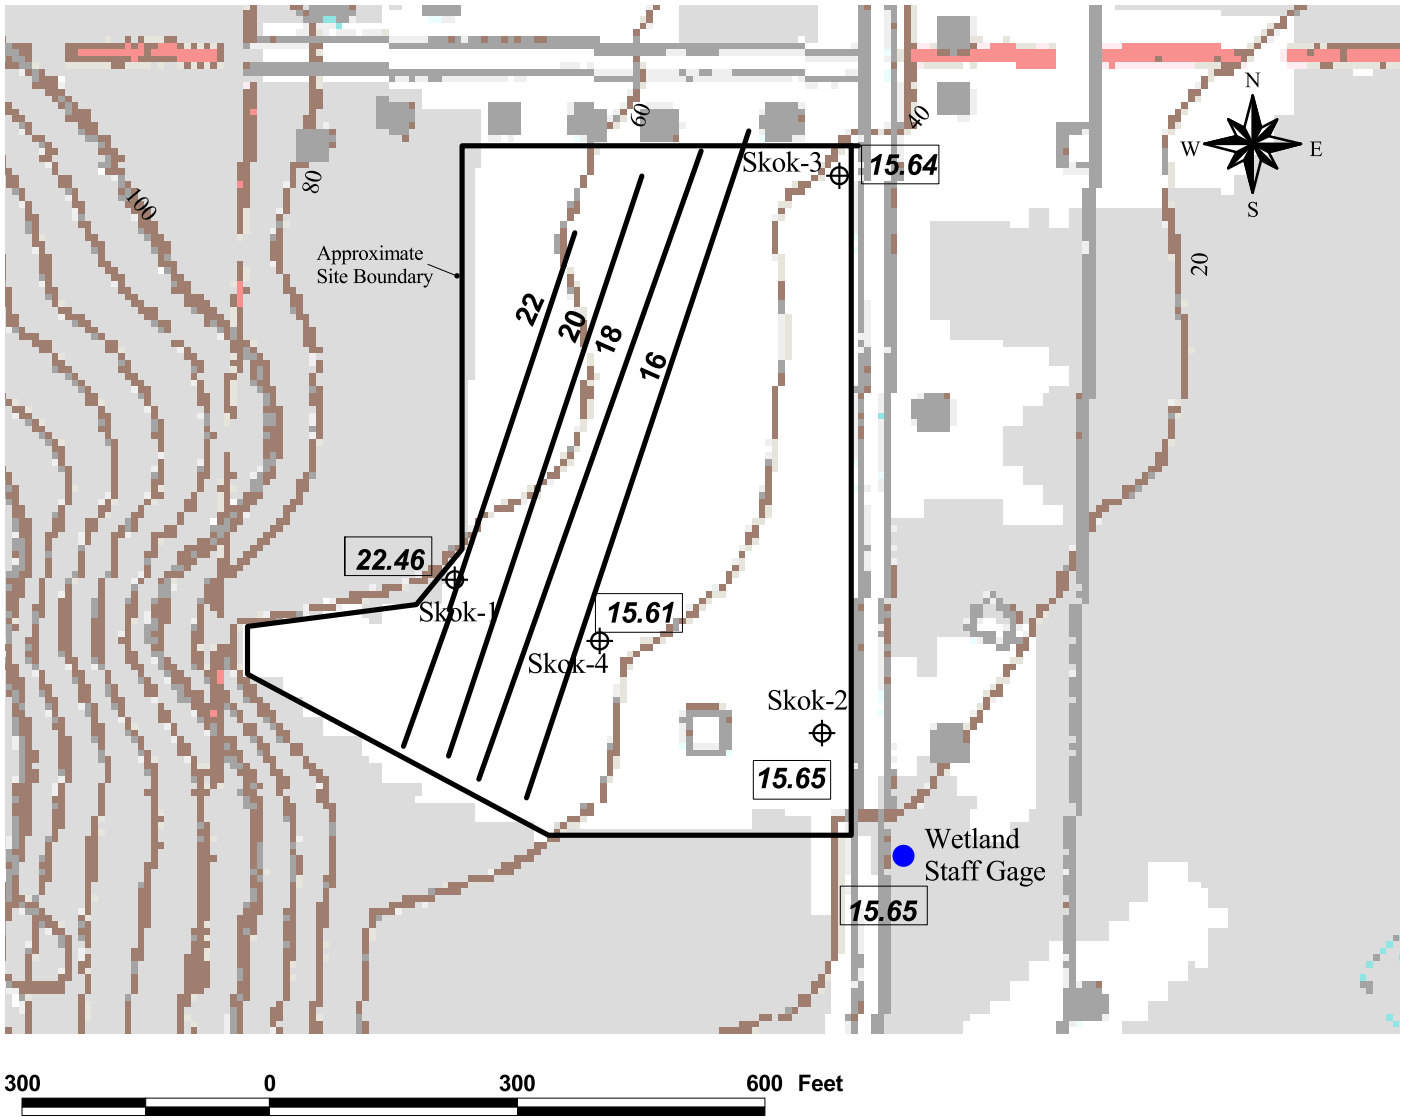 60
40
N
W
E
S
Skok-3
15.64
80
100
Approximate
Site Boundary
20
22
20
18
16
22.46
Skok-1
15.61
Skok-4
Skok-2
15.65
Wetland
Staff Gage
15.65
300
0
300
600 Feet